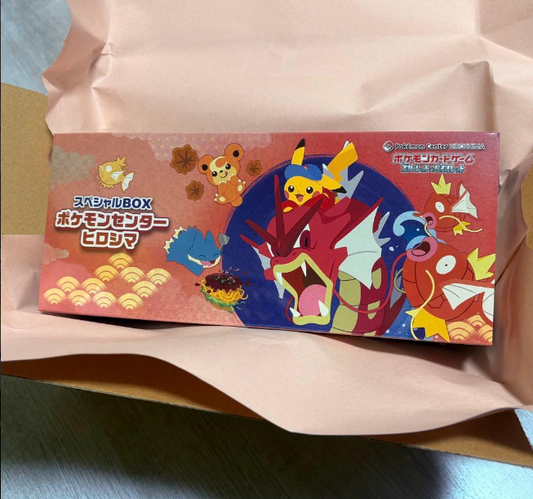 スペシャルBOX
ポケモンセンター
ヒロシマ
Pokémon Center HIROSHIMA
ポケモンカードゲーム